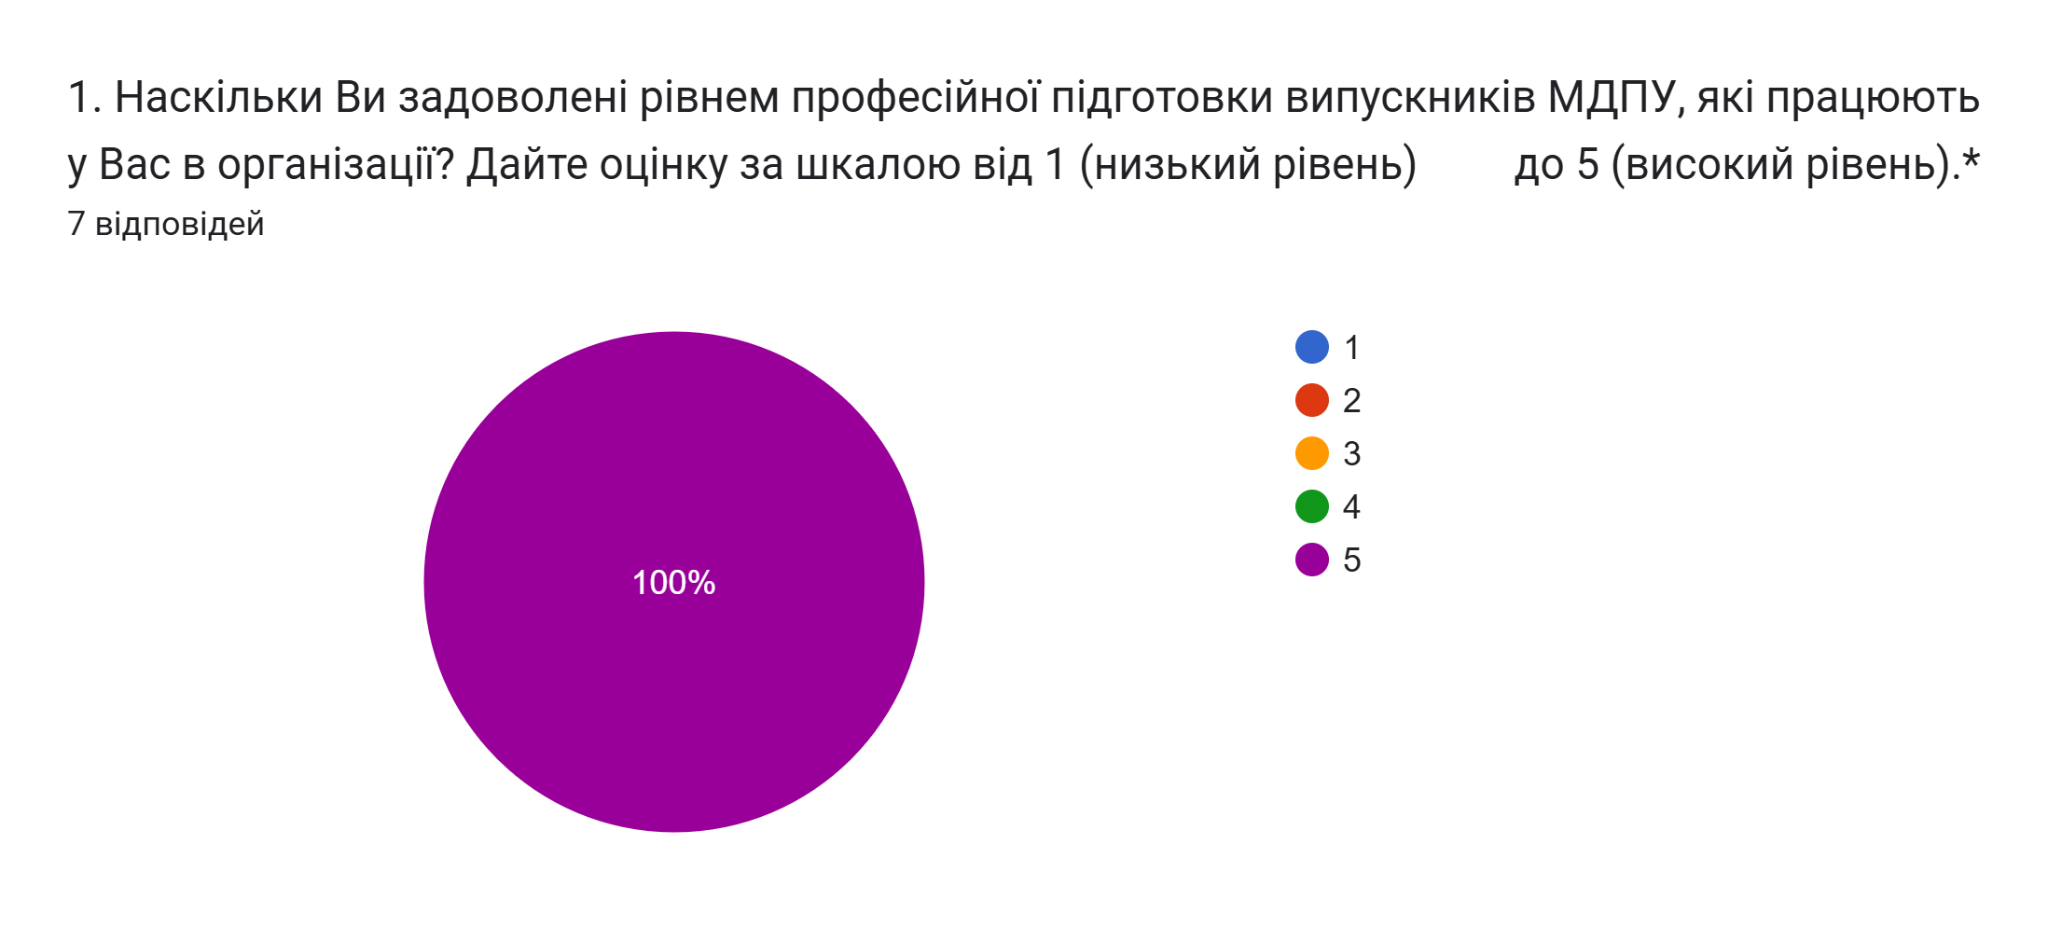 1. Наскільки Ви задоволені рівнем професійної підготовки випускників МДПУ, які працюють
у Вас в організації? Дайте оцінку за шкалою від 1 (низький рівень) до 5 (високий рівень).*
7 відповідей
1
2
3
4
5
100%